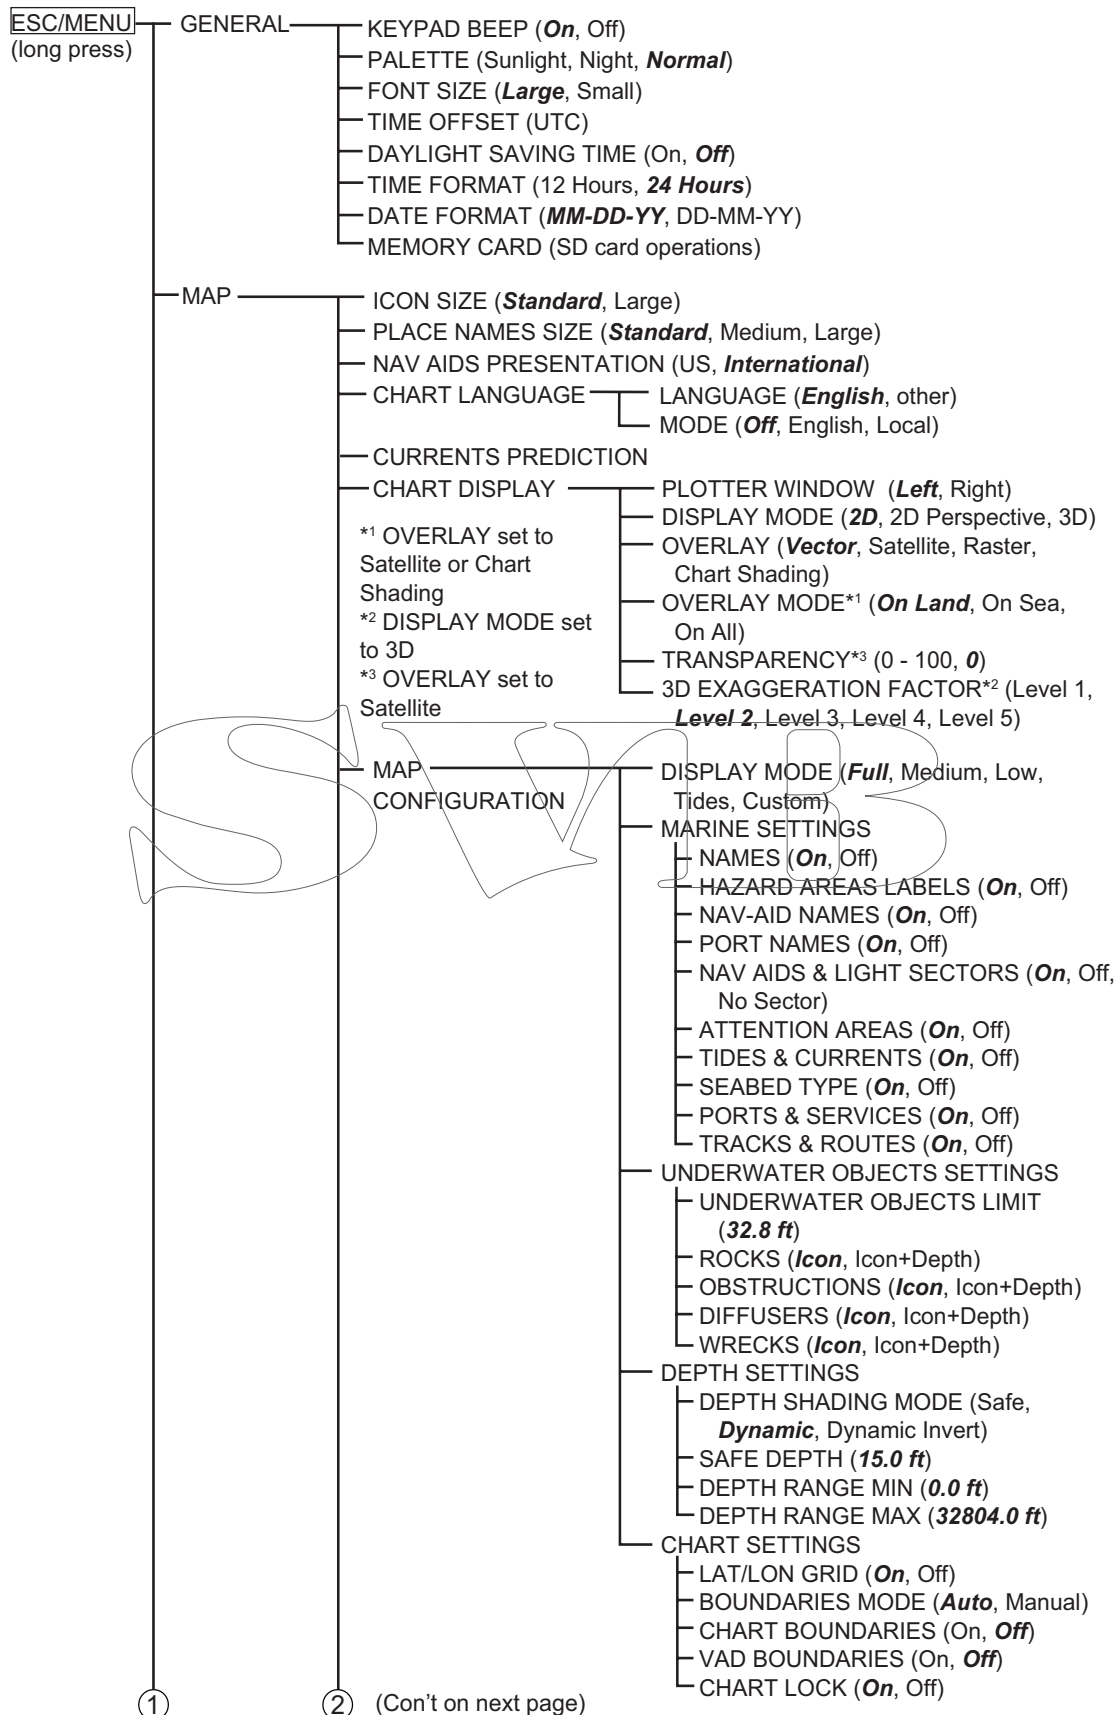 ESC/MENU
(long press)
GENERAL
KEYPAD BEEP (On, Off)
PALETTE (Sunlight, Night, Normal)
FONT SIZE (Large, Small)
TIME OFFSET (UTC)
DAYLIGHT SAVING TIME (On, Off)
TIME FORMAT (12 Hours, 24 Hours)
DATE FORMAT (MM-DD-YY, DD-MM-YY)
MEMORY CARD (SD card operations)
MAP
ICON SIZE (Standard, Large)
PLACE NAMES SIZE (Standard, Medium, Large)
NAV AIDS PRESENTATION (US, International)
CHART LANGUAGE
LANGUAGE (English, other)
MODE (Off, English, Local)
CURRENTS PREDICTION
CHART DISPLAY
PLOTTER WINDOW (Left, Right)
DISPLAY MODE (2D, 2D Perspective, 3D)
OVERLAY (Vector, Satellite, Raster,
Chart Shading)
OVERLAY MODE*1 (On Land, On Sea,
On All)
TRANSPARENCY*3 (0 - 100, 0)
3D EXAGGERATION FACTOR*2 (Level 1,
Level 2, Level 3, Level 4, Level 5)
*1 OVERLAY set to
Satellite or Chart
Shading
*2 DISPLAY MODE set
to 3D
*3 OVERLAY set to
Satellite
MAP
CONFIGURATION
DISPLAY MODE (Full, Medium, Low,
Tides, Custom)
MARINE SETTINGS
NAMES (On, Off)
HAZARD AREAS LABELS (On, Off)
NAV-AID NAMES (On, Off)
PORT NAMES (On, Off)
NAV AIDS & LIGHT SECTORS (On, Off,
No Sector)
ATTENTION AREAS (On, Off)
TIDES & CURRENTS (On, Off)
SEABED TYPE (On, Off)
PORTS & SERVICES (On, Off)
TRACKS & ROUTES (On, Off)
UNDERWATER OBJECTS SETTINGS
UNDERWATER OBJECTS LIMIT
(32.8 ft)
ROCKS (Icon, Icon+Depth)
OBSTRUCTIONS (Icon, Icon+Depth)
DIFFUSERS (Icon, Icon+Depth)
WRECKS (Icon, Icon+Depth)
DEPTH SETTINGS
DEPTH SHADING MODE (Safe,
Dynamic, Dynamic Invert)
SAFE DEPTH (15.0 ft)
DEPTH RANGE MIN (0.0 ft)
DEPTH RANGE MAX (32804.0 ft)
CHART SETTINGS
LAT/LON GRID (On, Off)
BOUNDARIES MODE (Auto, Manual)
CHART BOUNDARIES (On, Off)
VAD BOUNDARIES (On, Off)
CHART LOCK (On, Off)
1
2
(Con't on next page)